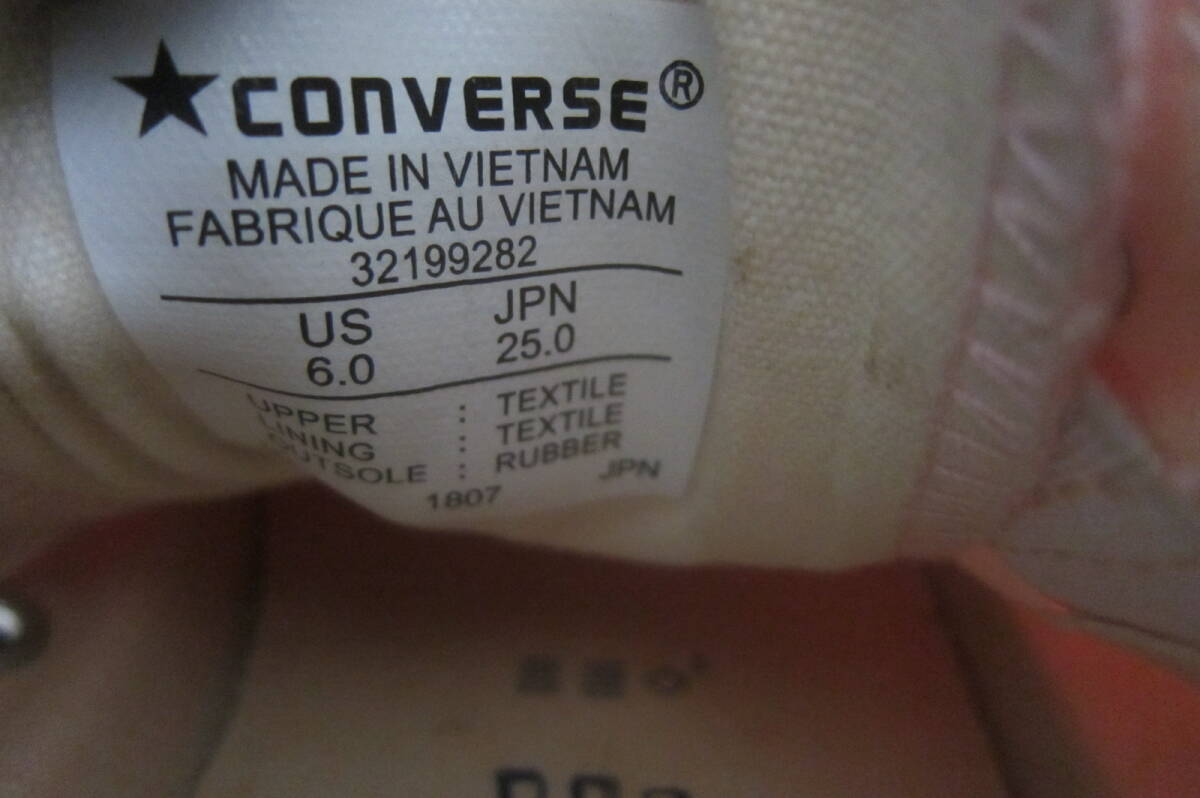 ★CONVERSE®
MADE IN VIETNAM
FABRIQUE AU VIETNAM
32199282
US JPN
6.0 25.0
UPPER : TEXTILE
LINING : TEXTILE
OUTSOLE : RUBBER
1807 JPN